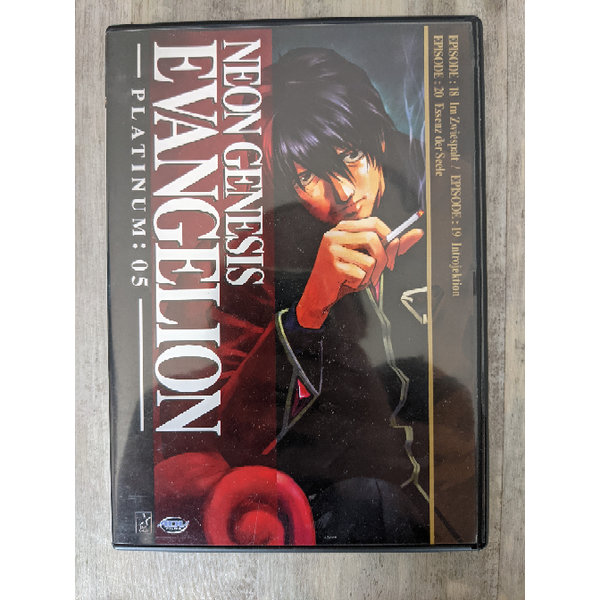 NEON GENESIS
EVANGELION
PLATINUM: 05
EPISODE : 18 Im Zwiespalt / EPISODE : 19 Introjektion
EPISODE : 20 Essenz der Seele